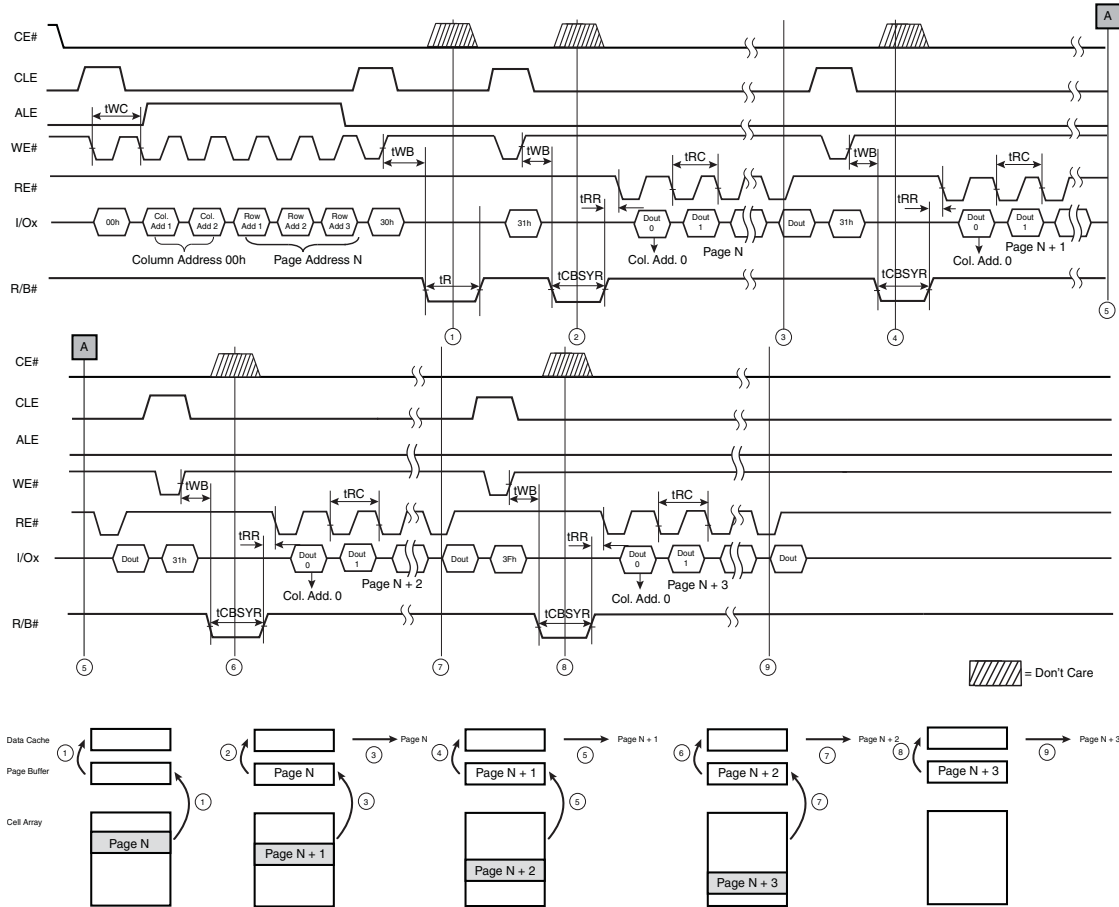 A
CE#
CLE
ALE
tWC
WE#
tWB
tWB
tWB
RE#
tRC
tRC
tRR
tRR
I/Ox
00h
Col. Add 1
Col. Add 2
Row Add 1
Row Add 2
Row Add 3
30h
31h
Dout 0
Dout 1
Dout
31h
Dout 0
Dout 1
Column Address 00h
Page Address N
Page N
Page N + 1
Col. Add. 0
Col. Add. 0
R/B#
tR
tCBSYR
tCBSYR
1
2
3
4
5
A
CE#
CLE
ALE
WE#
tWB
tWB
RE#
tRC
tRC
tRR
tRR
I/Ox
Dout
31h
Dout 0
Dout 1
Dout
3Fh
Dout 0
Dout 1
Dout
Page N + 2
Page N + 3
Col. Add. 0
Col. Add. 0
R/B#
tCBSYR
tCBSYR
5
6
7
8
9
= Don't Care
Data Cache
1
2
3
Page N
4
5
Page N + 1
6
7
Page N + 2
8
9
Page N + 3
Page Buffer
Page N
Page N + 1
Page N + 2
Page N + 3
1
3
5
7
Cell Array
Page N
Page N + 1
Page N + 2
Page N + 3